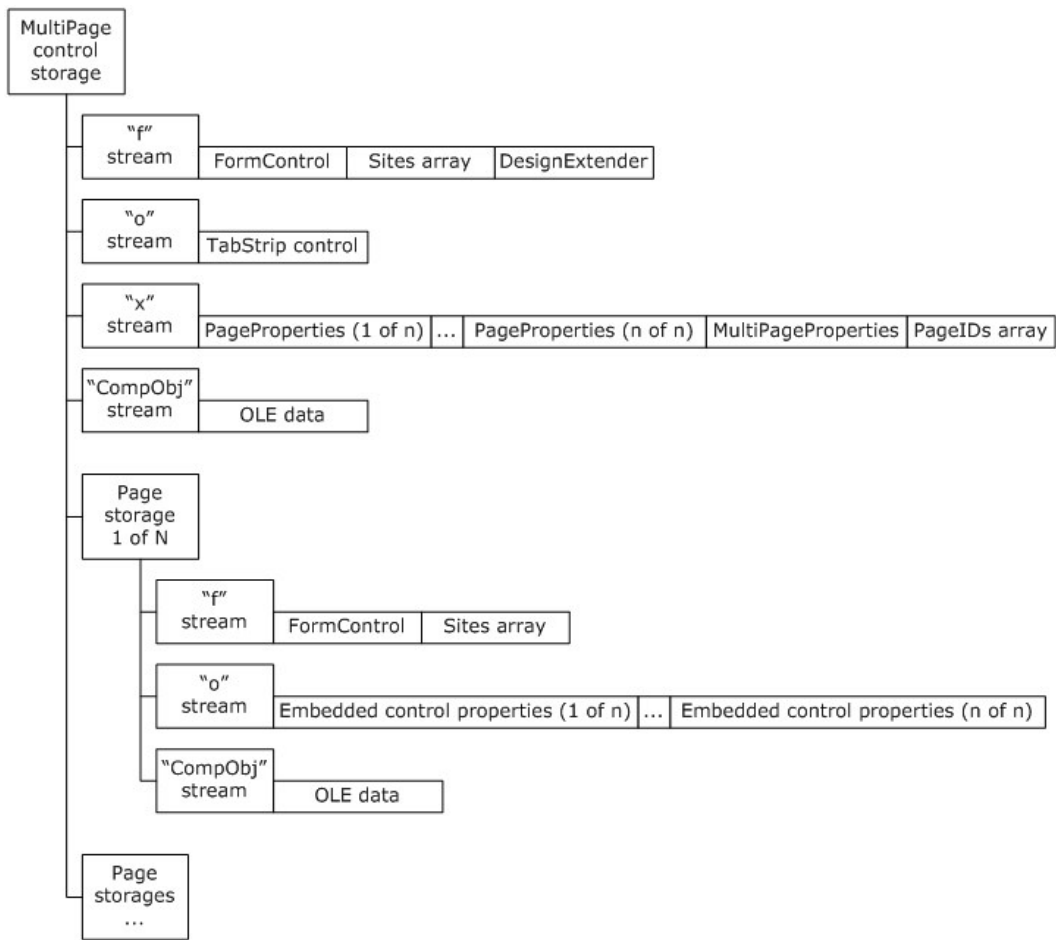 MultiPage
control
storage
“f”
stream
FormControl
Sites array
DesignExtender
“o”
stream
TabStrip control
“x”
stream
PageProperties (1 of n)
...
PageProperties (n of n)
MultiPageProperties
PageIDs array
“CompObj”
stream
OLE data
Page
storage
1 of N
“f”
stream
FormControl
Sites array
“o”
stream
Embedded control properties (1 of n)
...
Embedded control properties (n of n)
“CompObj”
stream
OLE data
Page
storages
...